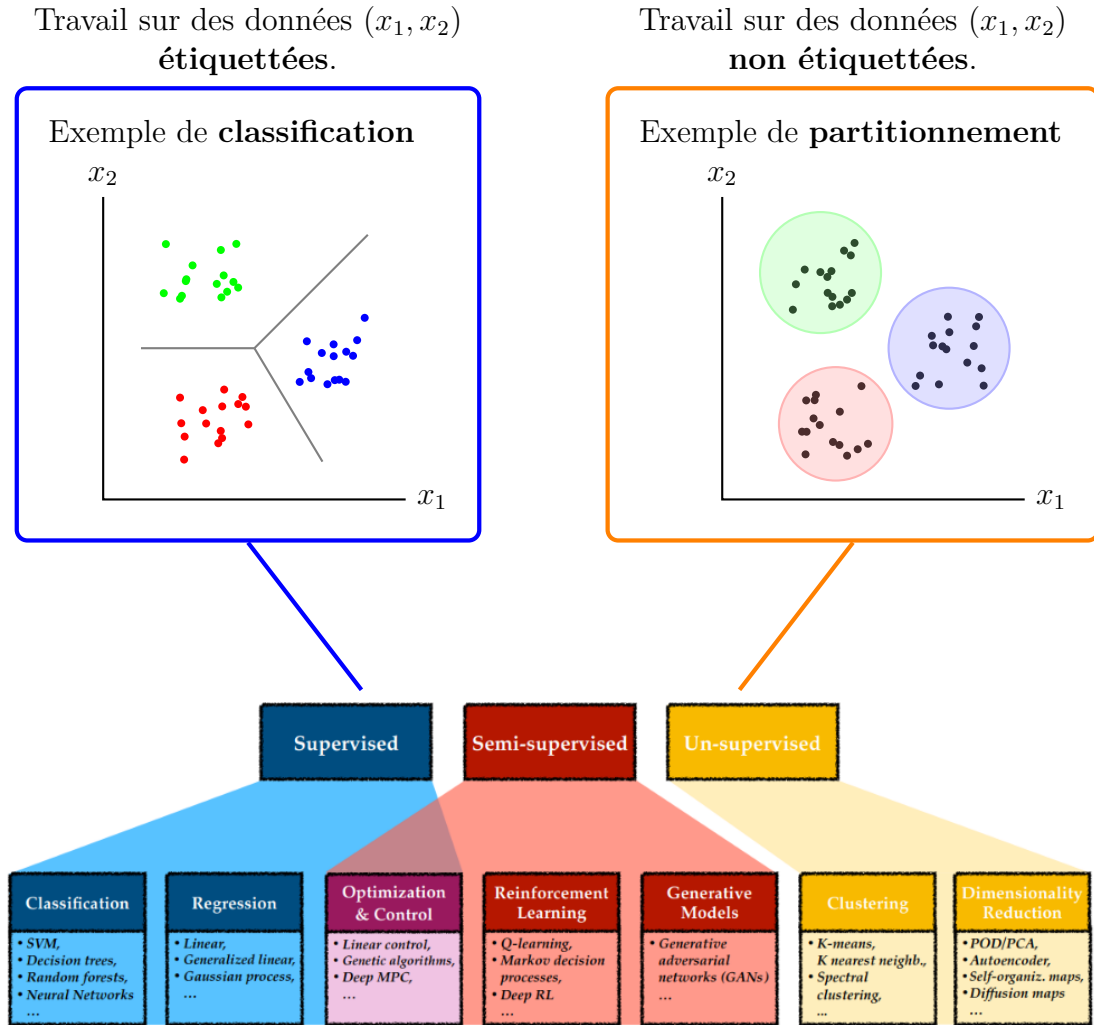 Travail sur des données (x₁, x₂)
étiquettées.
Exemple de classification
x₂
x₁
Travail sur des données (x₁, x₂)
non étiquettées.
Exemple de partitionnement
x₂
x₁
Supervised
Semi-supervised
Un-supervised
Classification
• SVM,
• Decision trees,
• Random forests,
• Neural Networks
...
Regression
• Linear,
• Generalized linear,
• Gaussian process,
...
Optimization
& Control
• Linear control,
• Genetic algorithms,
• Deep MPC,
...
Reinforcement
Learning
• Q-learning,
• Markov decision
processes,
• Deep RL
...
Generative
Models
• Generative
adversarial
networks (GANs)
...
Clustering
• K-means,
K nearest neighb.,
• Spectral
clustering,
...
Dimensionality
Reduction
• POD/PCA,
• Autoencoder,
• Self-organiz. maps,
• Diffusion maps
...